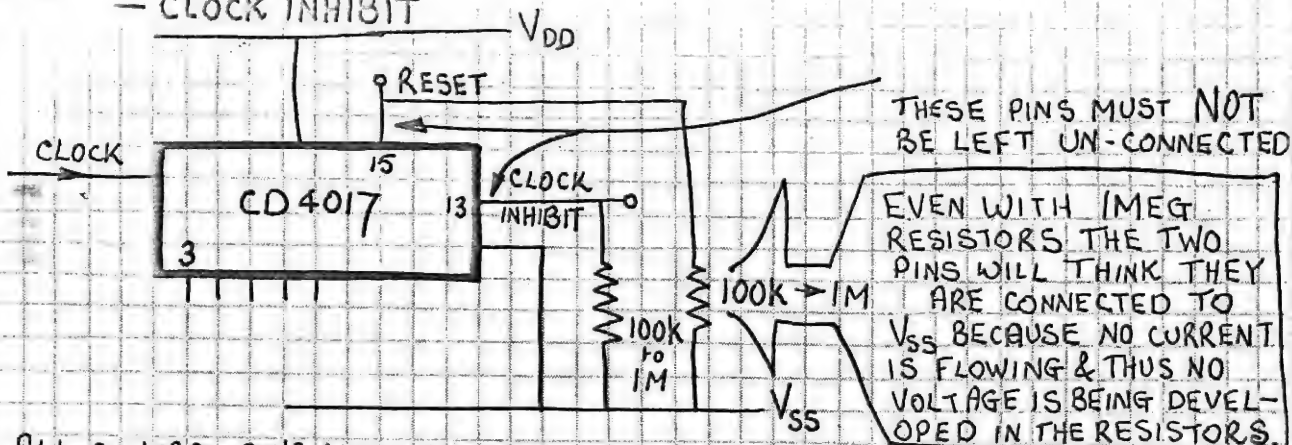 — CLOCK INHIBIT
VDD
RESET
THESE PINS MUST NOT
BE LEFT UN-CONNECTED
CLOCK
15
CD 4017
13
CLOCK
INHIBIT
3
EVEN WITH 1MEG
RESISTORS THE TWO
PINS WILL THINK THEY
ARE CONNECTED TO
VSS BECAUSE NO CURRENT
IS FLOWING & THUS NO
VOLTAGE IS BEING DEVEL-
OPED IN THE RESISTORS.
100K → 1M
100K
to
1M
VSS